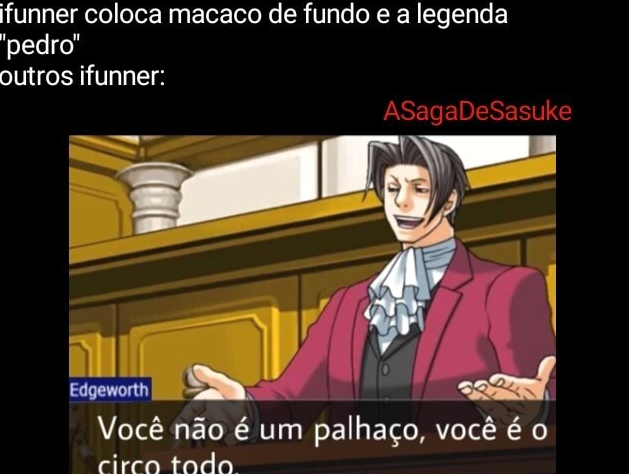 ifunner coloca macaco de fundo e a legenda
"pedro"
outros ifunner:
ASagaDeSasuke
Edgeworth
Você não é um palhaço, você é o
circo todo.